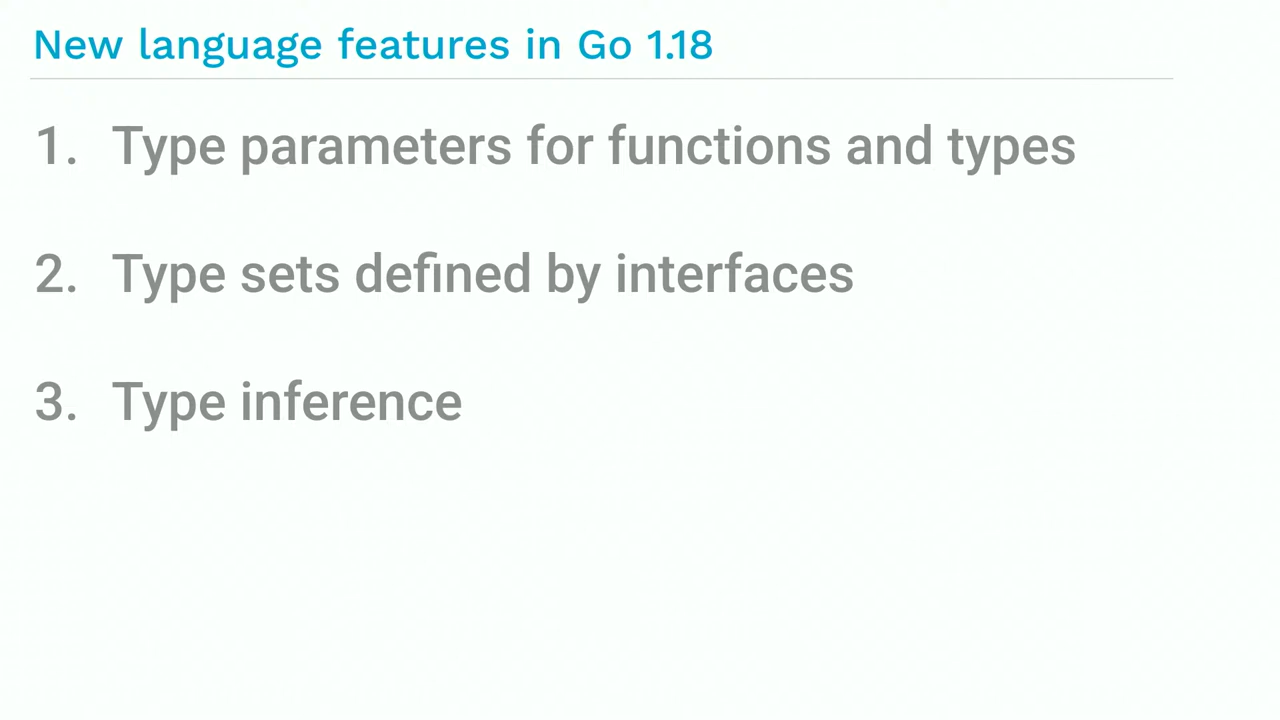 New language features in Go 1.18
1. Type parameters for functions and types
2. Type sets defined by interfaces
3. Type inference